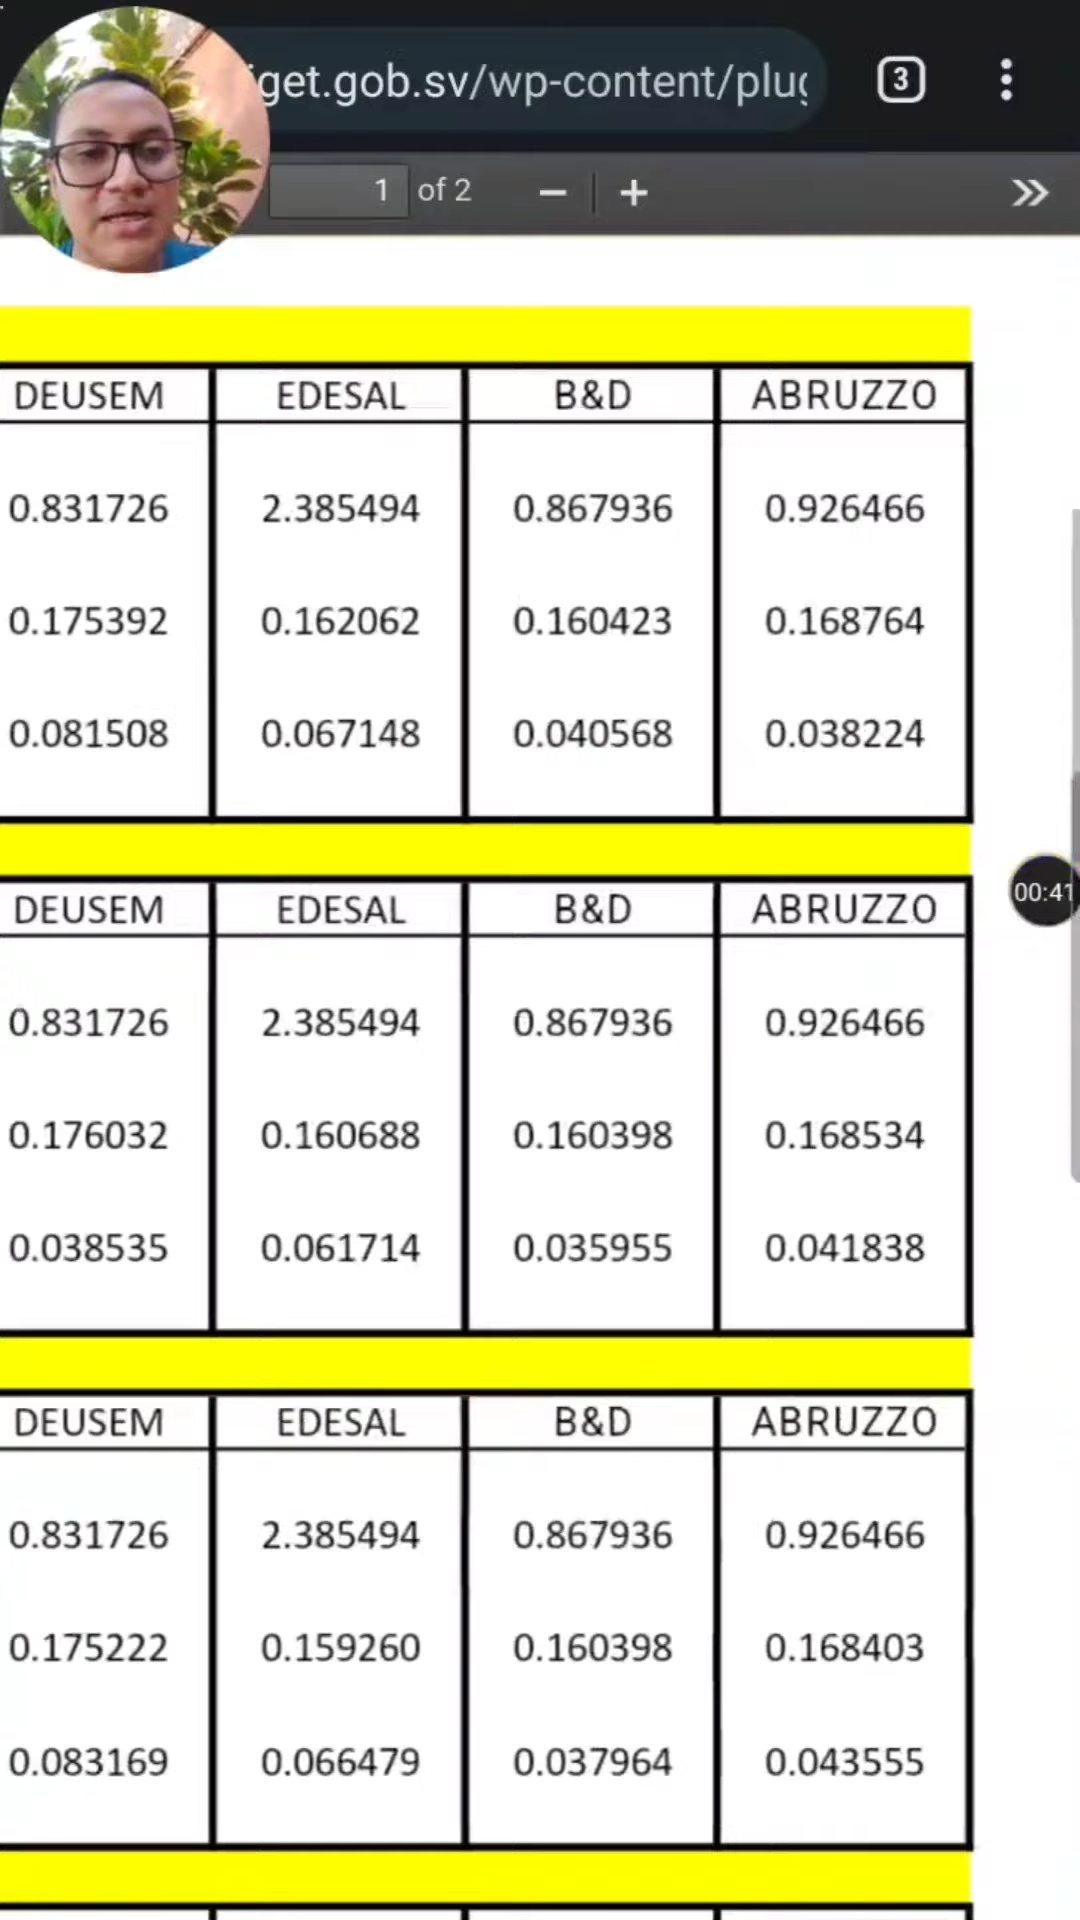 iget.gob.sv/wp-content/plug
3
1 of 2
DEUSEM EDESAL B&D ABRUZZO
0.831726 2.385494 0.867936 0.926466
0.175392 0.162062 0.160423 0.168764
0.081508 0.067148 0.040568 0.038224
00:41
DEUSEM EDESAL B&D ABRUZZO
0.831726 2.385494 0.867936 0.926466
0.176032 0.160688 0.160398 0.168534
0.038535 0.061714 0.035955 0.041838
DEUSEM EDESAL B&D ABRUZZO
0.831726 2.385494 0.867936 0.926466
0.175222 0.159260 0.160398 0.168403
0.083169 0.066479 0.037964 0.043555